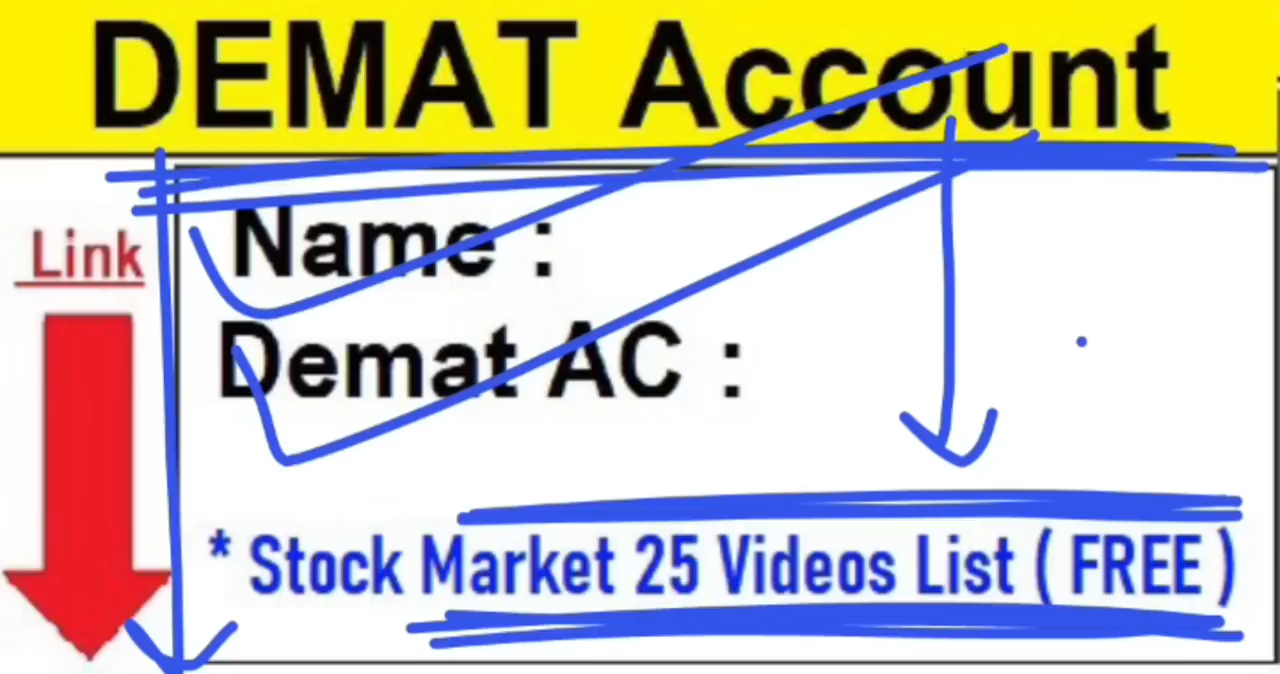 DEMAT Account
Link
Name :
Demat AC :
* Stock Market 25 Videos List ( FREE )